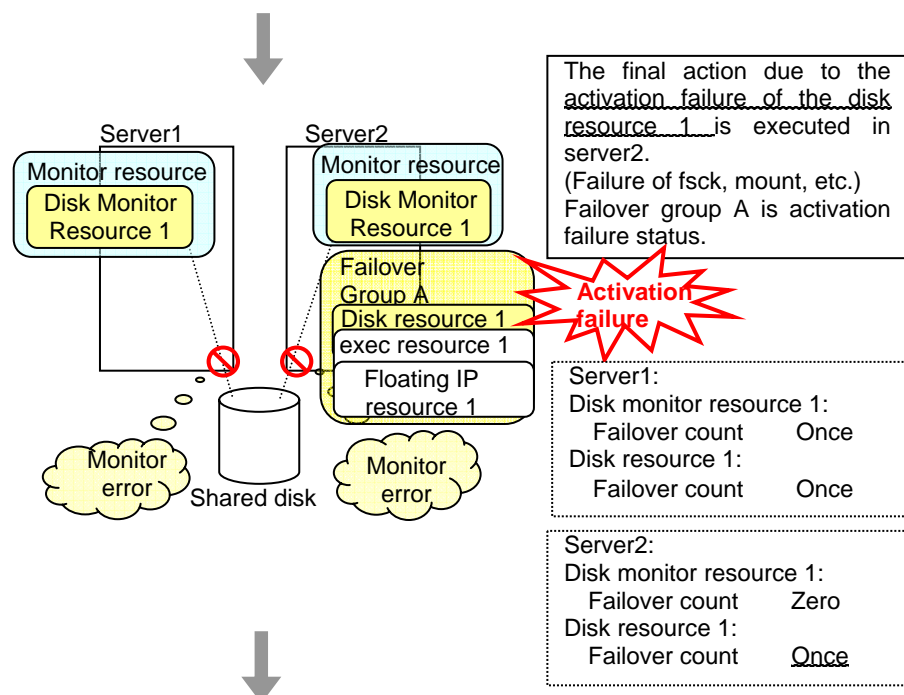 The final action due to the
activation failure of the disk
resource 1 is executed in
server2.
(Failure of fsck, mount, etc.)
Failover group A is activation
failure status.
Server1
Monitor resource
Disk Monitor
Resource 1
Server2
Monitor resource
Disk Monitor
Resource 1
Failover
Group A
Disk resource 1
exec resource 1
Floating IP
resource 1
Activation
failure
Monitor
error
Shared disk
Monitor
error
Server1:
Disk monitor resource 1:
Failover count Once
Disk resource 1:
Failover count Once
Server2:
Disk monitor resource 1:
Failover count Zero
Disk resource 1:
Failover count Once